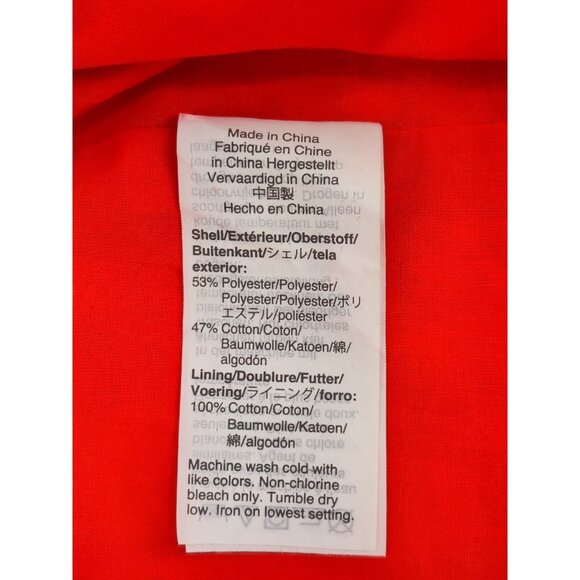 Made in China
Fabriqué en Chine
in China Hergestellt
Vervaardigd in China
中国製
Hecho en China
Shell/Extérieur/Oberstoff/
Buitenkant/シェル/tela
exterior:
53% Polyester/Polyester/
Polyester/Polyester/ポリ
エステル/poliéster
47% Cotton/Coton/
Baumwolle/Katoen/綿/
algodón
Lining/Doublure/Futter/
Voering/ライニング/forro:
100% Cotton/Coton/
Baumwolle/Katoen/
綿/algodón
Machine wash cold with
like colors. Non-chlorine
bleach only. Tumble dry
low. Iron on lowest setting.